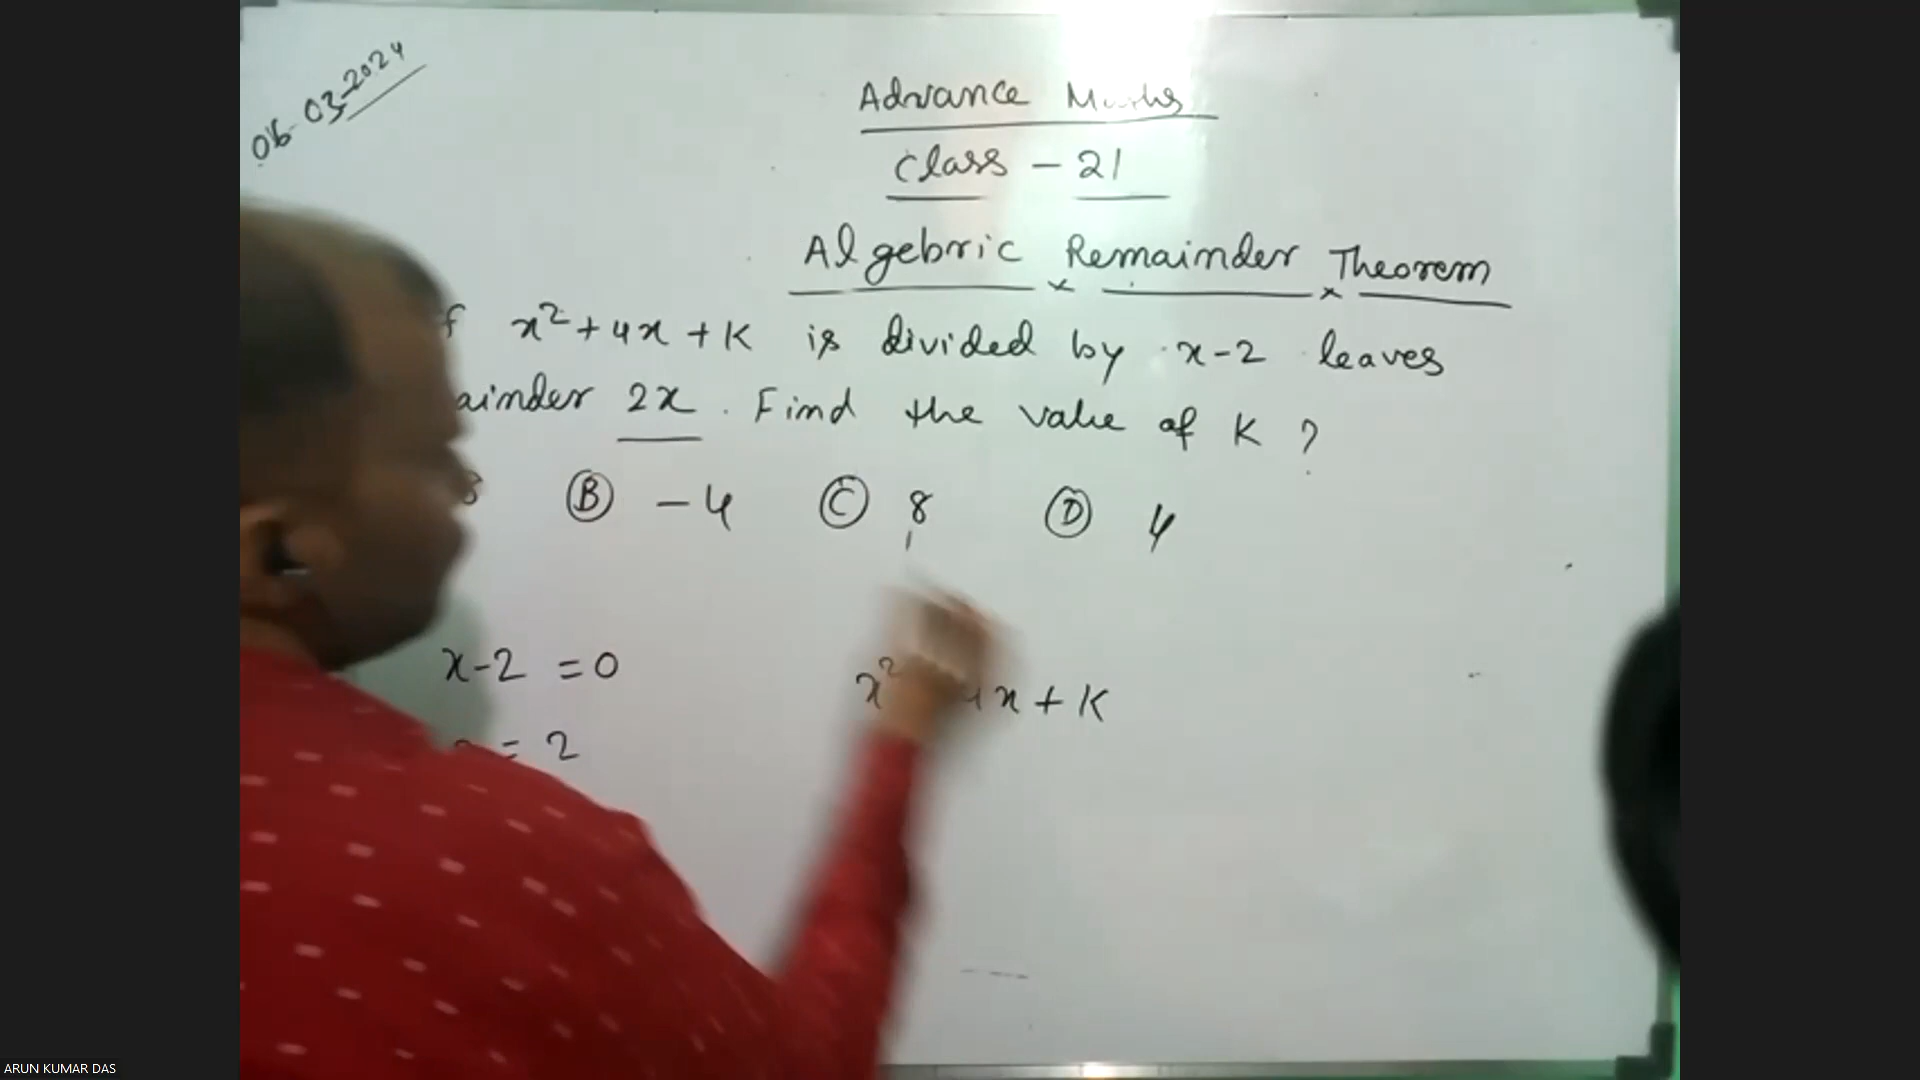 06-03-2024
Advance Maths
Class - 21
Algebric Remainder Theorem
f x²+4x+K is divided by x-2 leaves
ainder 2x. Find the value of K ?
B -4 C 8 D 4
x-2 =0
x² 4x+K
= 2
ARUN KUMAR DAS